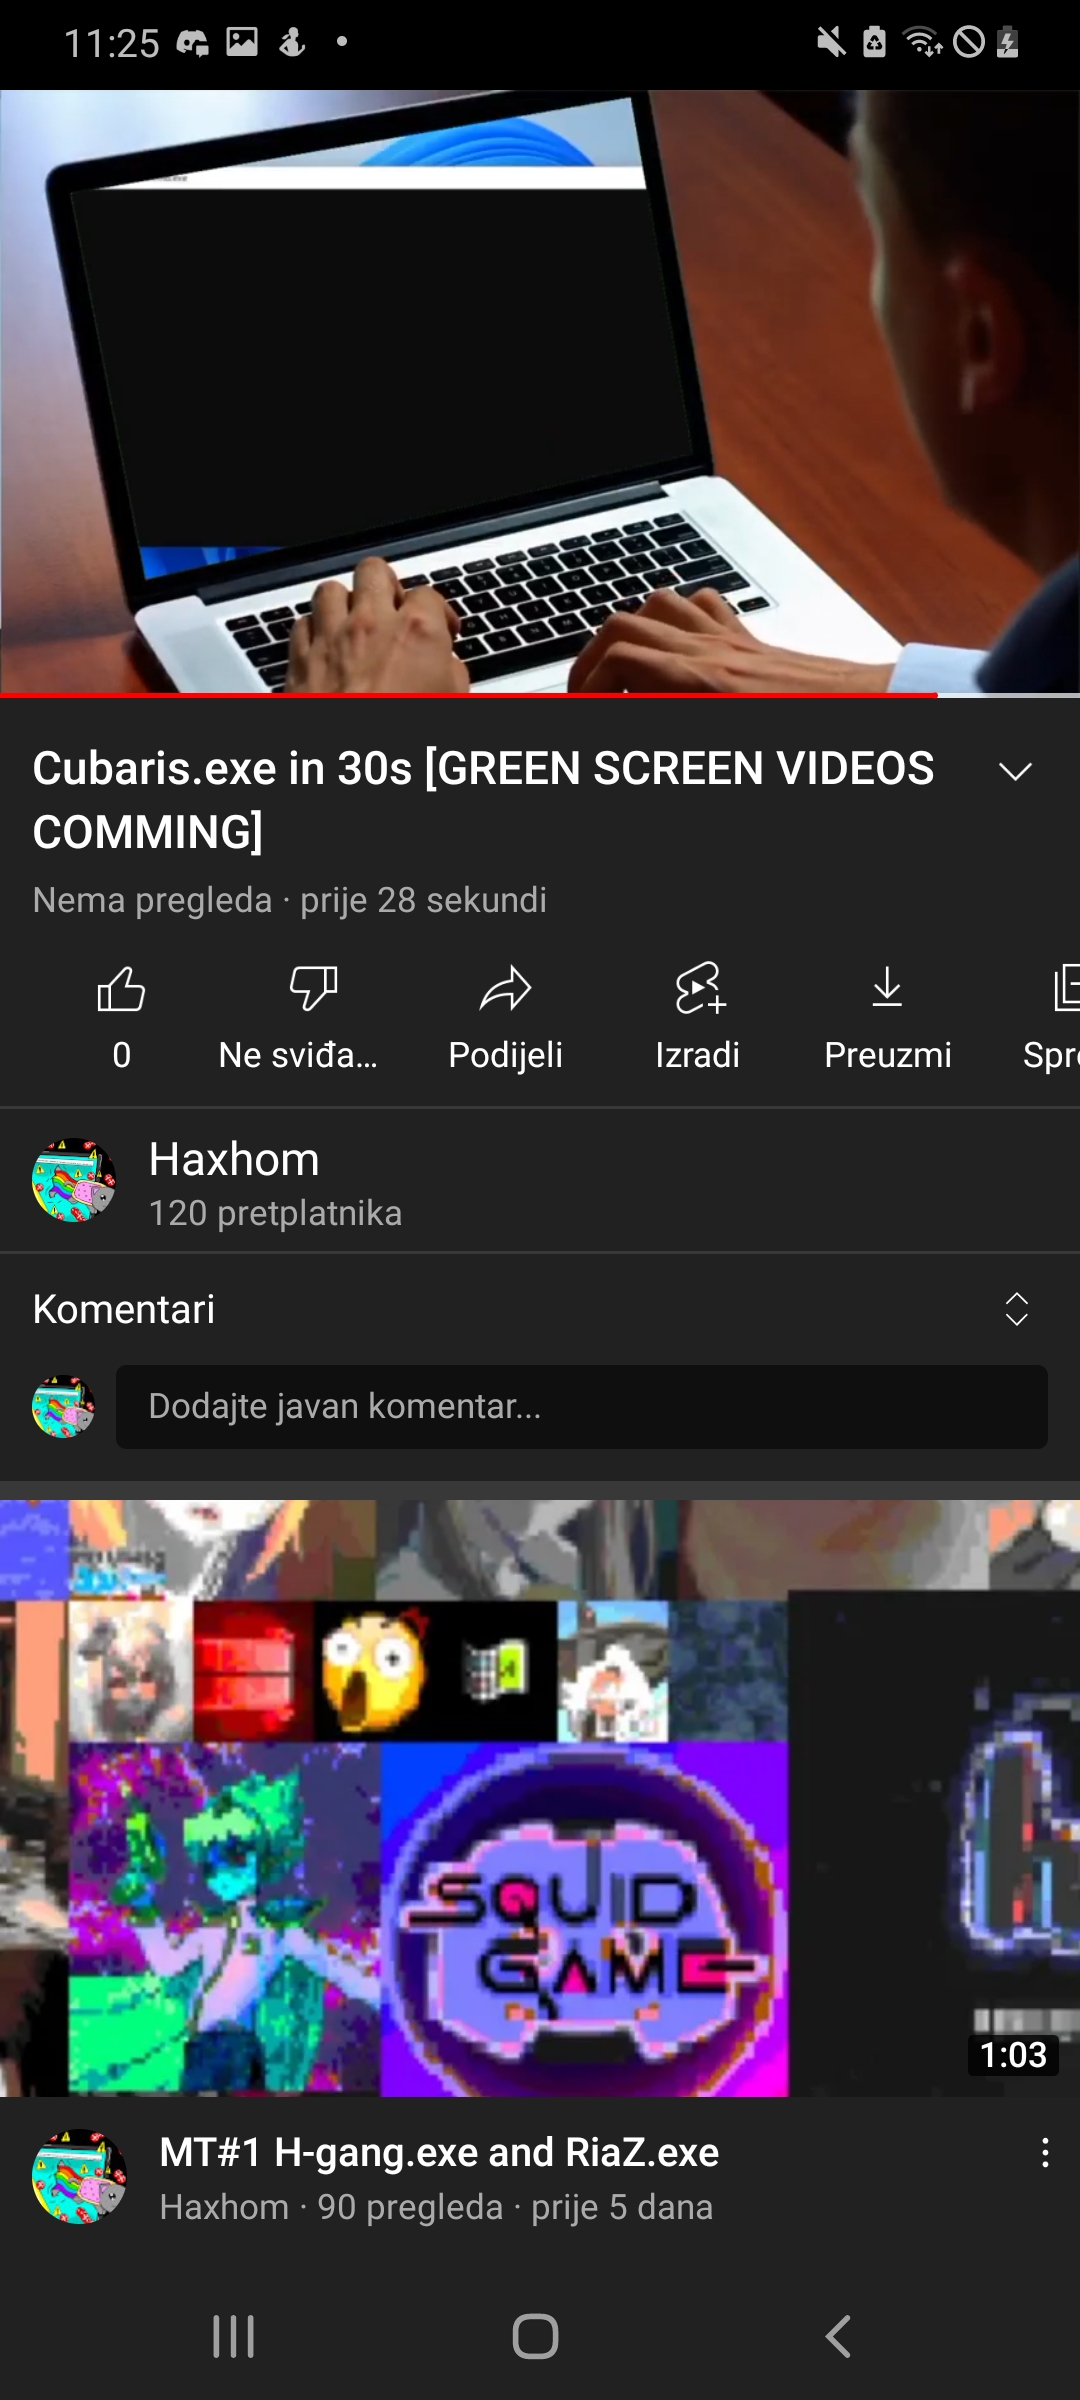 11:25
Cubaris.exe in 30s [GREEN SCREEN VIDEOS
COMMING]
Nema pregleda · prije 28 sekundi
0
Ne sviđa...
Podijeli
Izradi
Preuzmi
Spre
Haxhom
120 pretplatnika
Komentari
Dodajte javan komentar...
SQUID
GAME
1:03
MT#1 H-gang.exe and RiaZ.exe
Haxhom · 90 pregleda · prije 5 dana